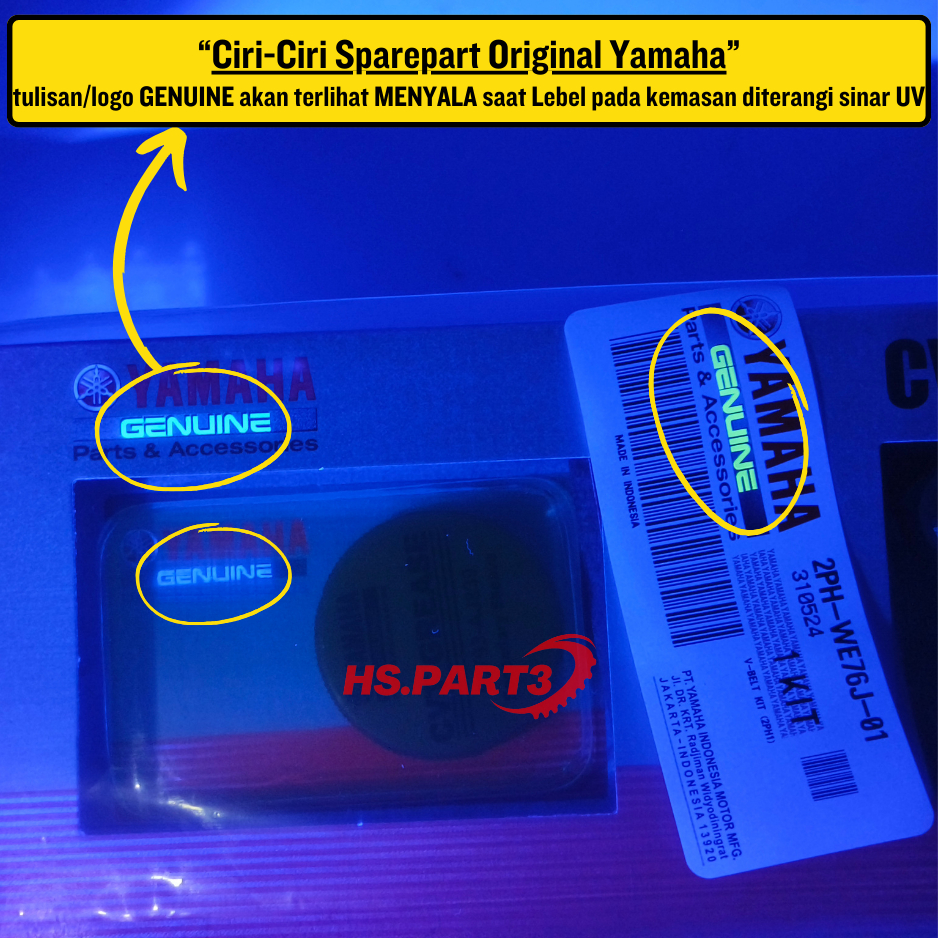 “Ciri-Ciri Sparepart Original Yamaha”
tulisan/logo GENUINE akan terlihat MENYALA saat Lebel pada kemasan diterangi sinar UV
YAMAHA
GENUINE
Parts & Accessories
YAMAHA
GENUINE
HS.PART3
YAMAHA
GENUINE
Parts & Accessories
MADE IN INDONESIA
2PH-WE76J-01
310524
1 KIT
V-BELT KIT (2PH1)
PT. YAMAHA INDONESIA MOTOR MFG.
JL. DR. KRT. Radjiman Widyodiningrat
JAKARTA-INDONESIA 13920